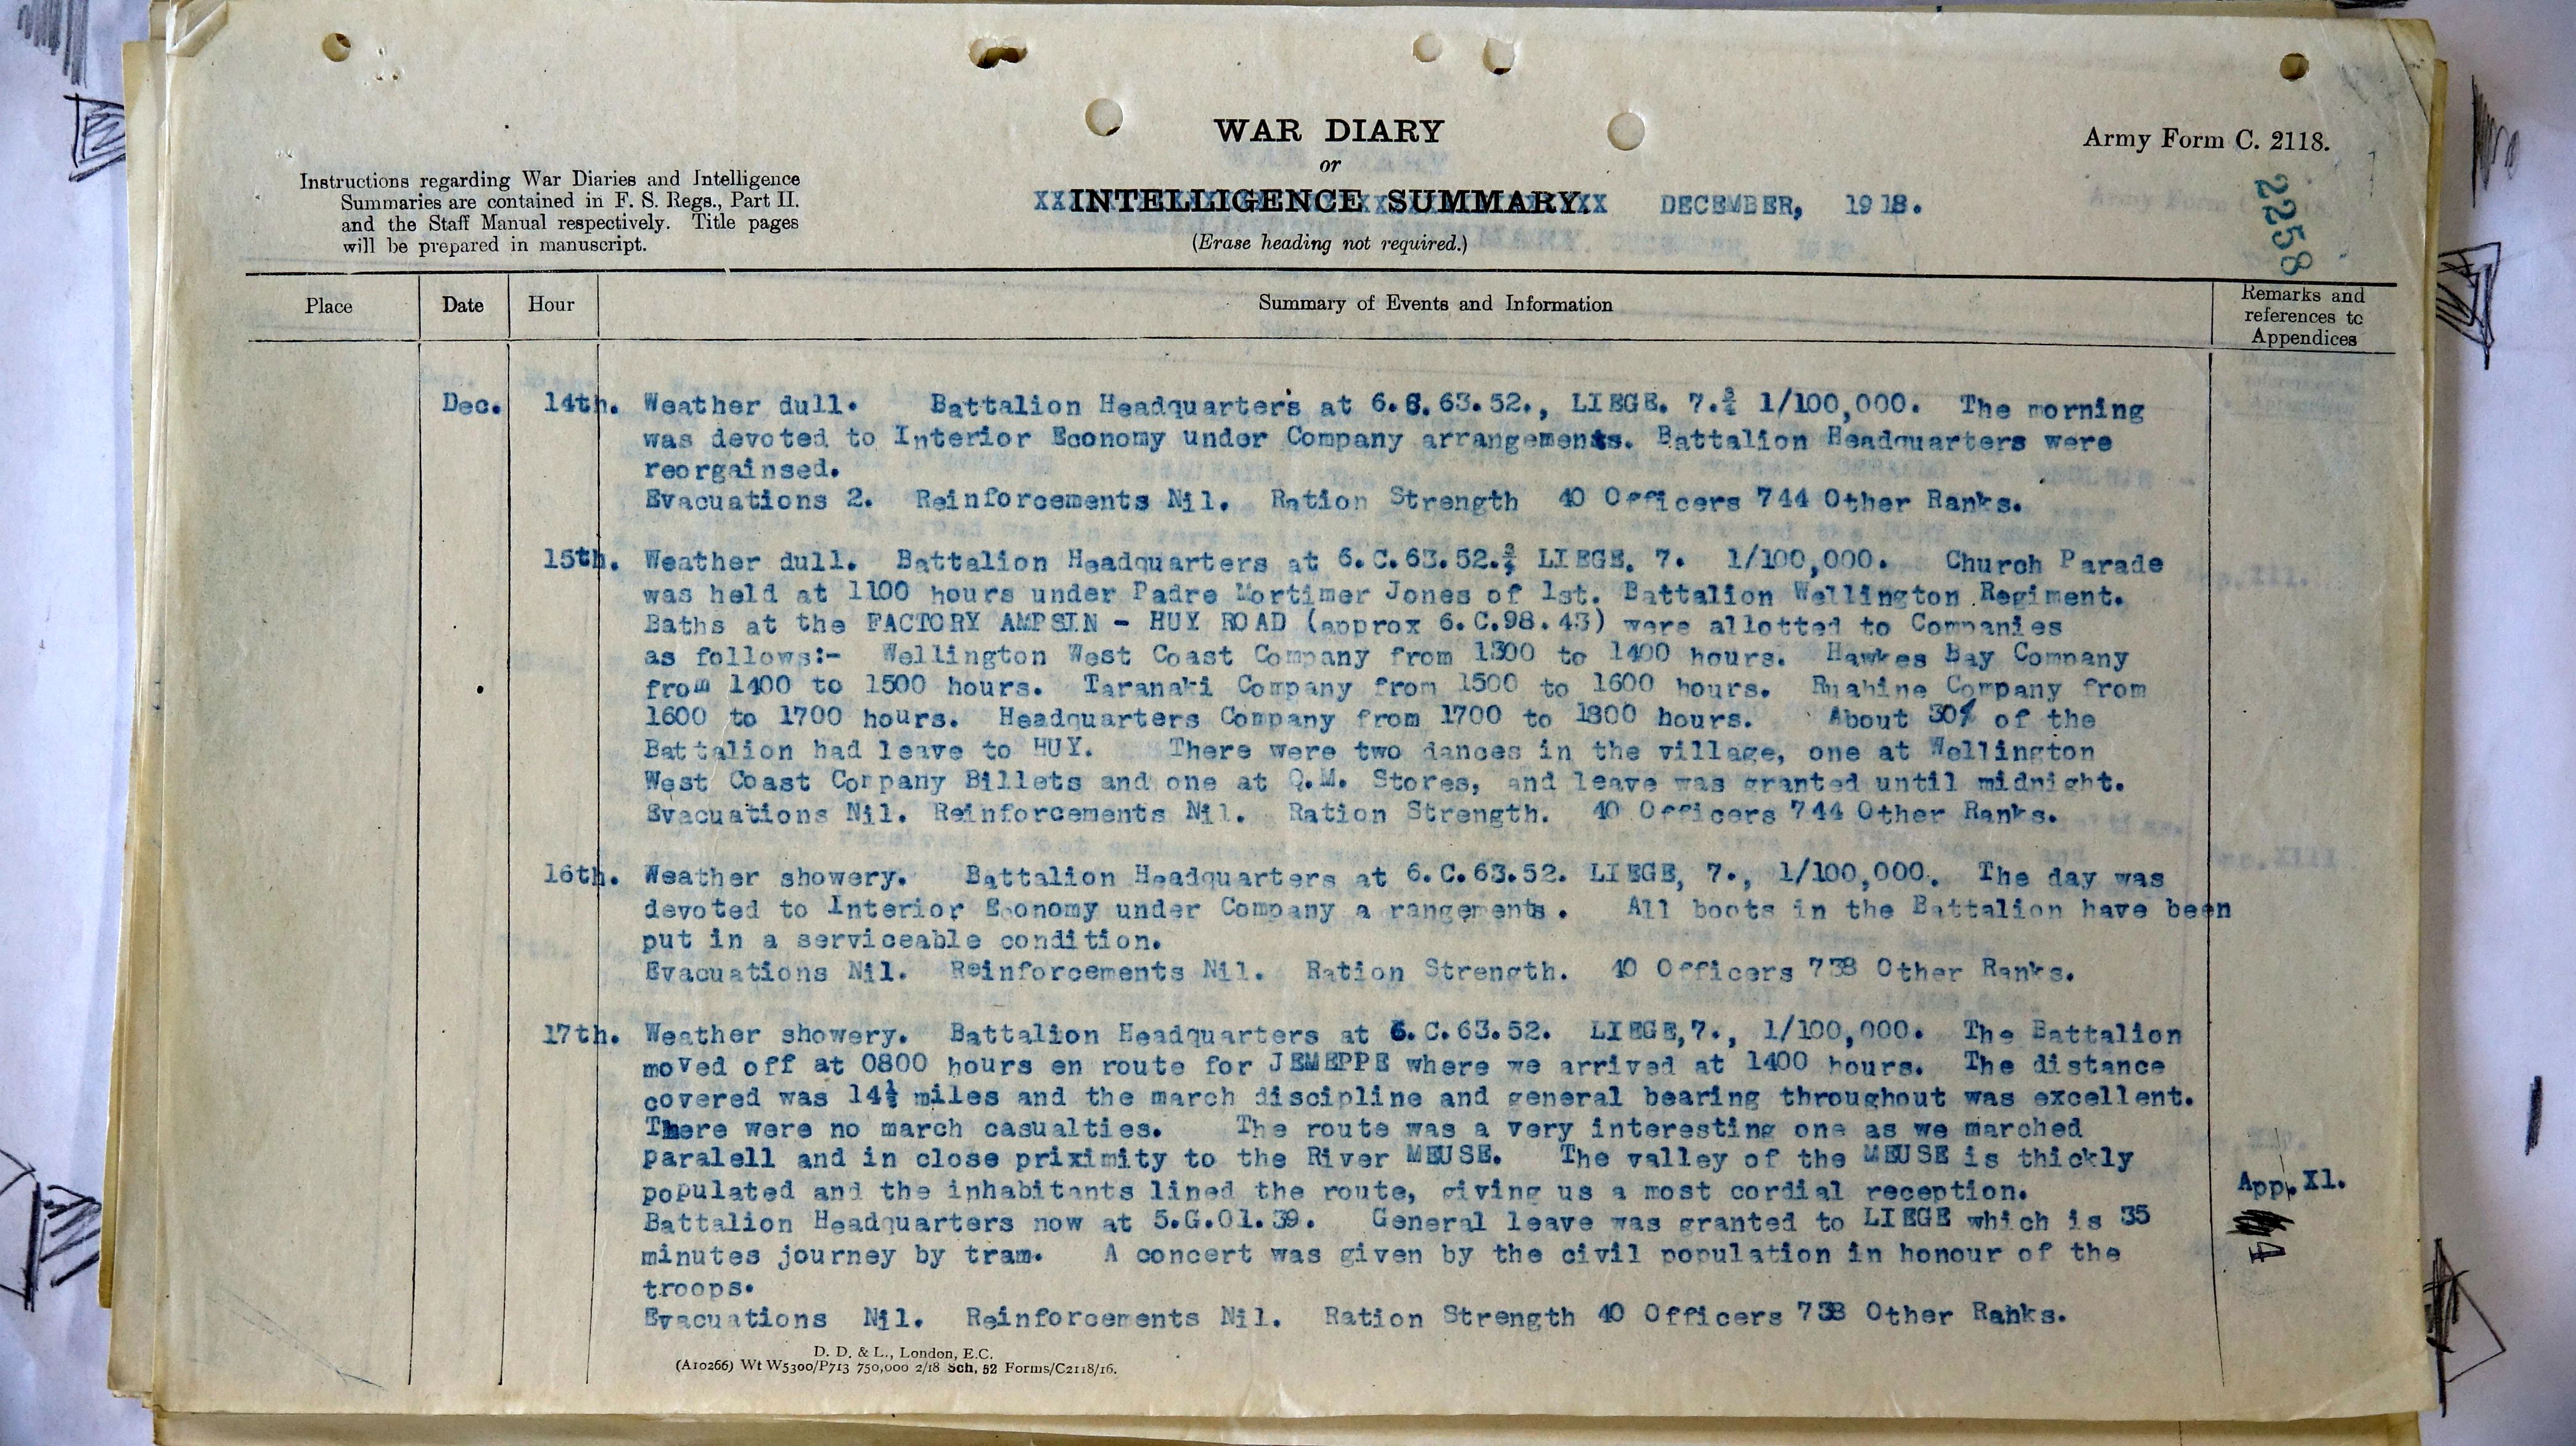 WAR DIARY
or
INTELLIGENCE SUMMARY. DECEMBER, 1918.
(Erase heading not required.)
Army Form C. 2118.
2258
Instructions regarding War Diaries and Intelligence
Summaries are contained in F. S. Regs., Part II.
and the Staff Manual respectively. Title pages
will be prepared in manuscript.
Place Date Hour Summary of Events and Information Remarks and
references to
Appendices
Dec. 14th. Weather dull. Battalion Headquarters at 6.C.63.52., LIEGE. 7. 1/100,000. The morning
was devoted to Interior Economy under Company arrangements. Battalion Headquarters were
reorgainsed.
Evacuations 2. Reinforcements Nil. Ration Strength 40 Officers 744 Other Ranks.
15th. Weather dull. Battalion Headquarters at 6.C.63.52. LIEGE. 7. 1/100,000. Church Parade
was held at 1100 hours under Padre Mortimer Jones of 1st. Battalion Wellington Regiment.
Baths at the FACTORY AMPSIN - HUY ROAD (approx 6.C.98.43) were allotted to Companies
as follows:- Wellington West Coast Company from 1300 to 1400 hours. Hawkes Bay Company
from 1400 to 1500 hours. Taranaki Company from 1500 to 1600 hours. Ruahine Company from
1600 to 1700 hours. Headquarters Company from 1700 to 1800 hours. About 30% of the
Battalion had leave to HUY. There were two dances in the village, one at Wellington
West Coast Company Billets and one at Q.M. Stores, and leave was granted until midnight.
Evacuations Nil. Reinforcements Nil. Ration Strength. 40 Officers 744 Other Ranks.
16th. Weather showery. Battalion Headquarters at 6.C.63.52. LIEGE, 7., 1/100,000. The day was
devoted to Interior Economy under Company a rangements. All boots in the Battalion have been
put in a serviceable condition.
Evacuations Nil. Reinforcements Nil. Ration Strength. 40 Officers 738 Other Ranks.
17th. Weather showery. Battalion Headquarters at 6.C.63.52. LIEGE,7., 1/100,000. The Battalion
moved off at 0800 hours en route for JEMEPPE where we arrived at 1400 hours. The distance
covered was 14½ miles and the march discipline and general bearing throughout was excellent.
There were no march casualties. The route was a very interesting one as we marched
paralell and in close priximity to the River MEUSE. The valley of the MEUSE is thickly
populated and the inhabitants lined the route, giving us a most cordial reception. App. Xl.
Battalion Headquarters now at 5.G.01.39. General leave was granted to LIEGE which is 35
minutes journey by tram. A concert was given by the civil population in honour of the
troops.
Evacuations Nil. Reinforcements Nil. Ration Strength 40 Officers 738 Other Rahks.
D. D. & L., London, E.C.
(A10266) Wt W5300/P713 750,000 2/18 Sch. 52 Forms/C2118/16.